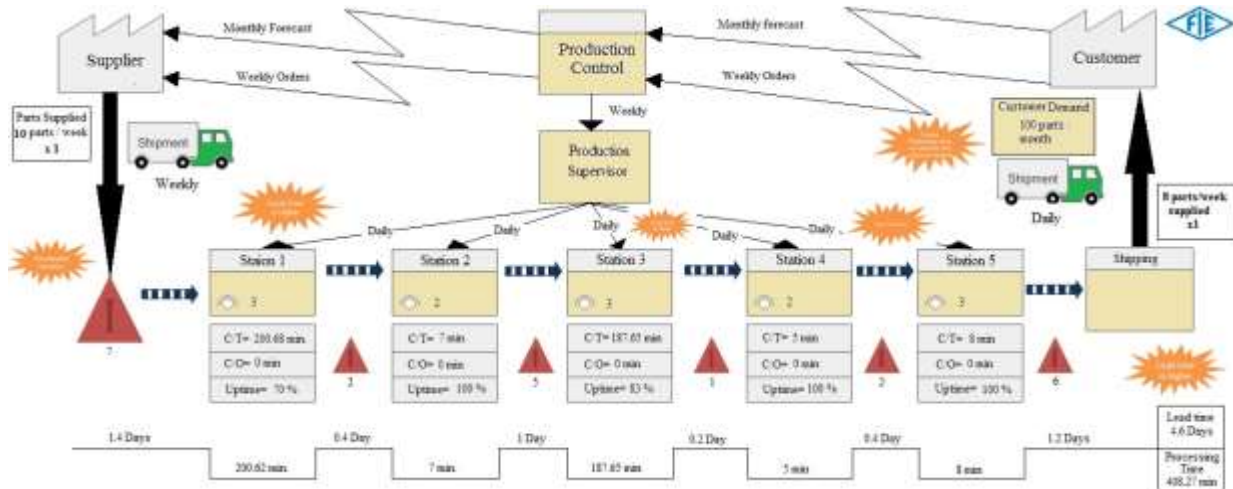 Monthly Forecast
Monthly forecast
FIE
Supplier
Production
Control
Customer
Weekly Orders
Weekly Orders
Parts Supplied
10 parts / week
x 1
Shipment
Weekly
Weekly
Customer Demand
100 parts
month
Production
Supervisor
Shipment
Daily
8 parts/week
supplied
x1
Daily
Daily
Daily
Daily
Daily
Staion 1
Station 2
Station 3
Station 4
Station 5
Shipping
3
2
3
2
3
7
C/T= 200.68 min
C/T= 7 min
C/T= 187.65 min
C/T= 5 min
C/T= 8 min
C/O= 0 min
C/O= 0 min
C/O= 0 min
C/O= 0 min
C/O= 0 min
2
5
1
2
6
Uptime= 70 %
Uptime= 100 %
Uptime= 83 %
Uptime= 100 %
Uptime= 100 %
1.4 Days
0.4 Day
1 Day
0.2 Day
0.4 Day
1.2 Days
Lead time
4.6 Days
200.62 min
7 min
187.65 min
5 min
8 min
Processing
Time
408.27 min